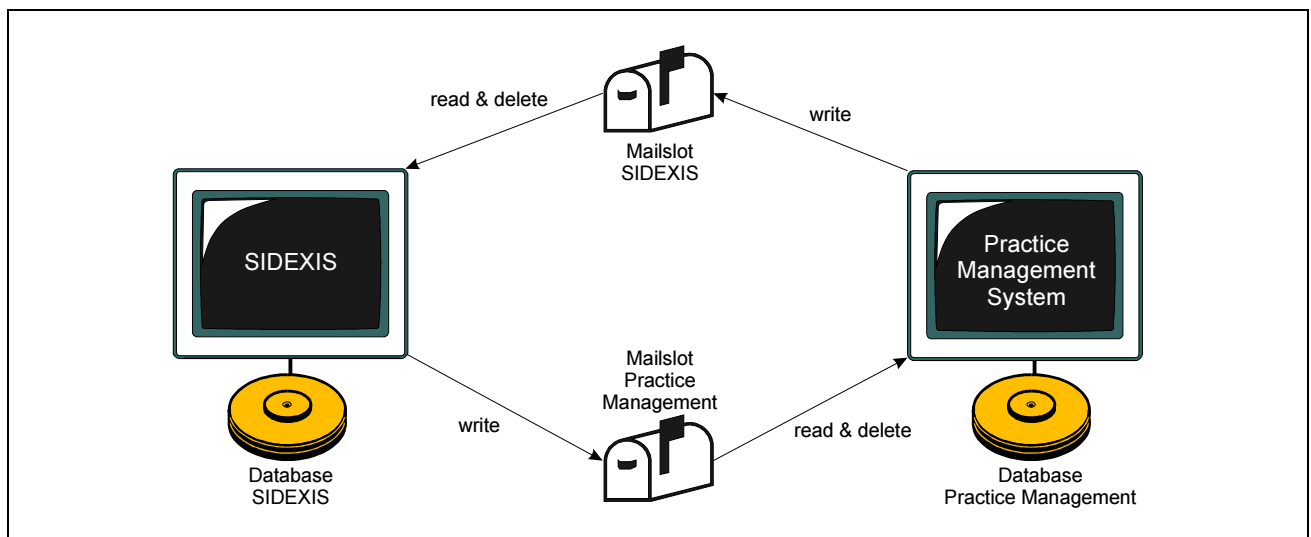 read & delete
write
Mailslot
SIDEXIS
SIDEXIS
Practice
Management
System
Mailslot
Practice
Management
write
read & delete
Database
SIDEXIS
Database
Practice Management